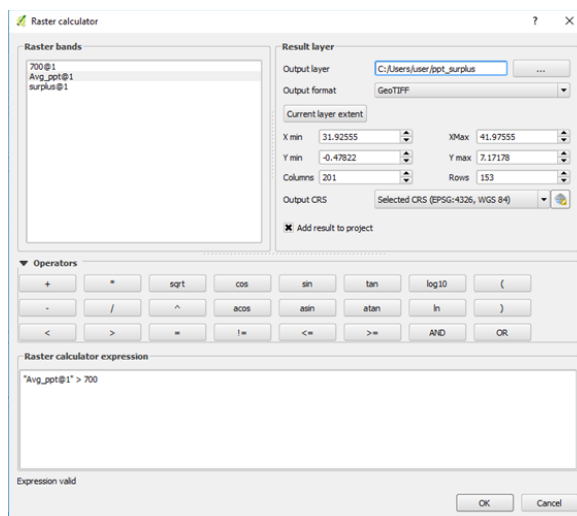 Raster calculator
? ×
Raster bands
700@1
Avg_ppt@1
surplus@1
Result layer
Output layer C:/Users/user/ppt_surplus ...
Output format GeoTIFF
Current layer extent
X min 31.92555 XMax 41.97555
Y min -0.47822 Y max 7.17178
Columns 201 Rows 153
Output CRS Selected CRS (EPSG:4326, WGS 84)
Add result to project
Operators
+ * sqrt cos sin tan log10 (
- / ^ acos asin atan ln )
< > = != <= >= AND OR
Raster calculator expression
"Avg_ppt@1" > 700
Expression valid
OK Cancel